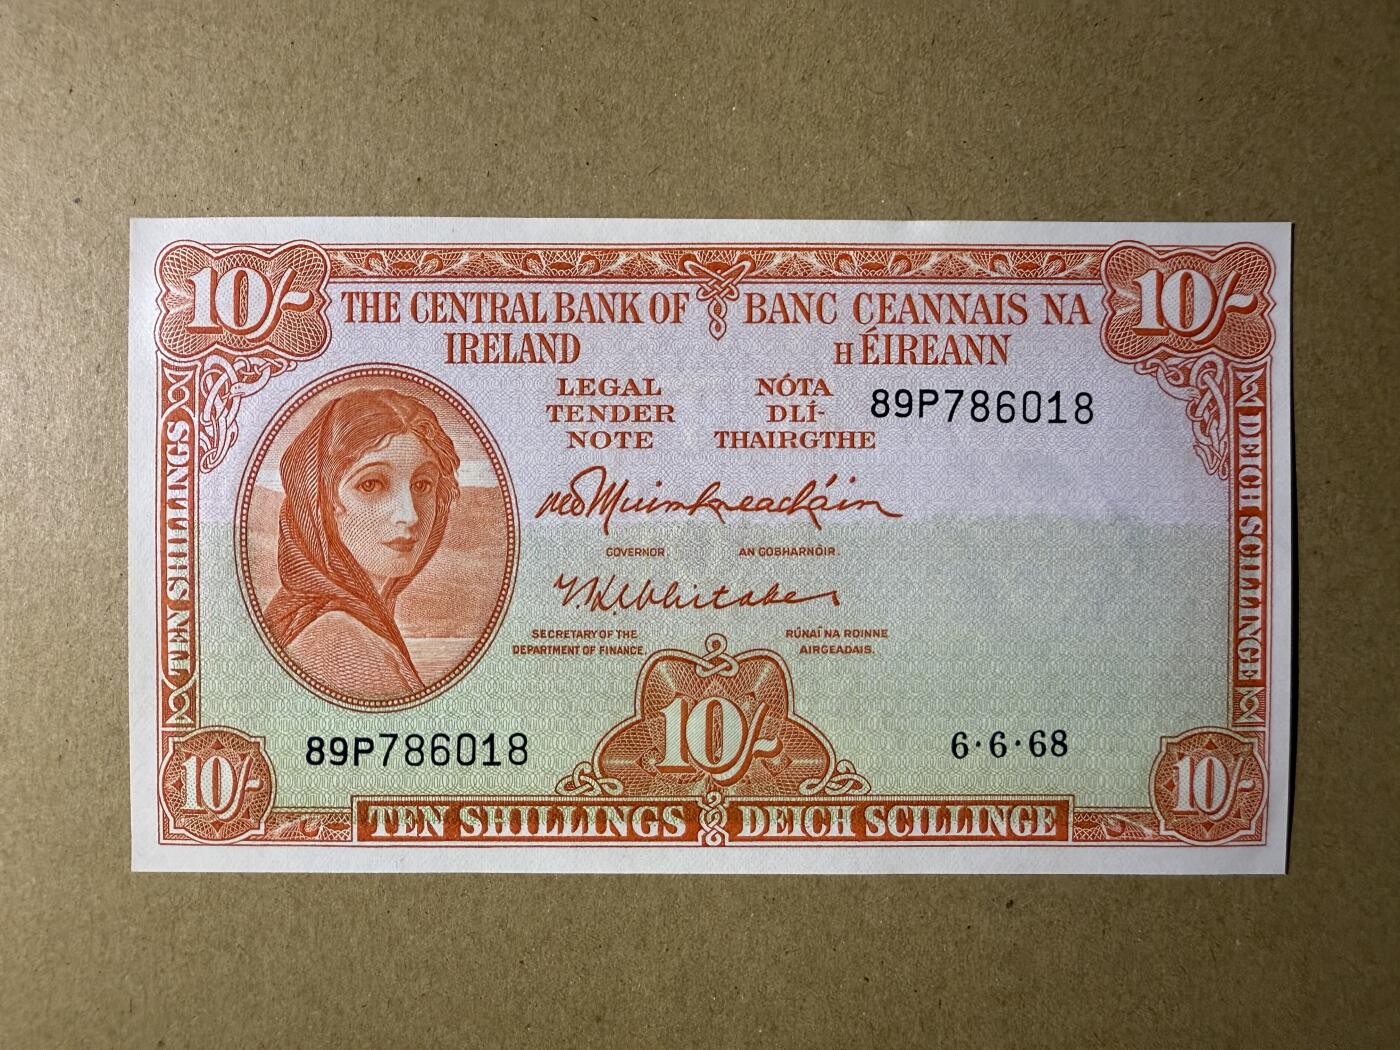 10/-
10/-
THE CENTRAL BANK OF
IRELAND
BANC CEANNAIS NA
H ÉIREANN
LEGAL
TENDER
NOTE
NÓTA
DLÍ-
THAIRGTHE
89P786018
TEN SHILLINGS
DEICH SCILLINGE
GOVERNOR.
AN GOBHARNÓIR.
T.K. Whitaker
SECRETARY OF THE
DEPARTMENT OF FINANCE.
RÚNAÍ NA ROINNE
AIRGEADAIS.
10/-
89P786018
6·6·68
10/-
10/-
TEN SHILLINGS
DEICH SCILLINGE